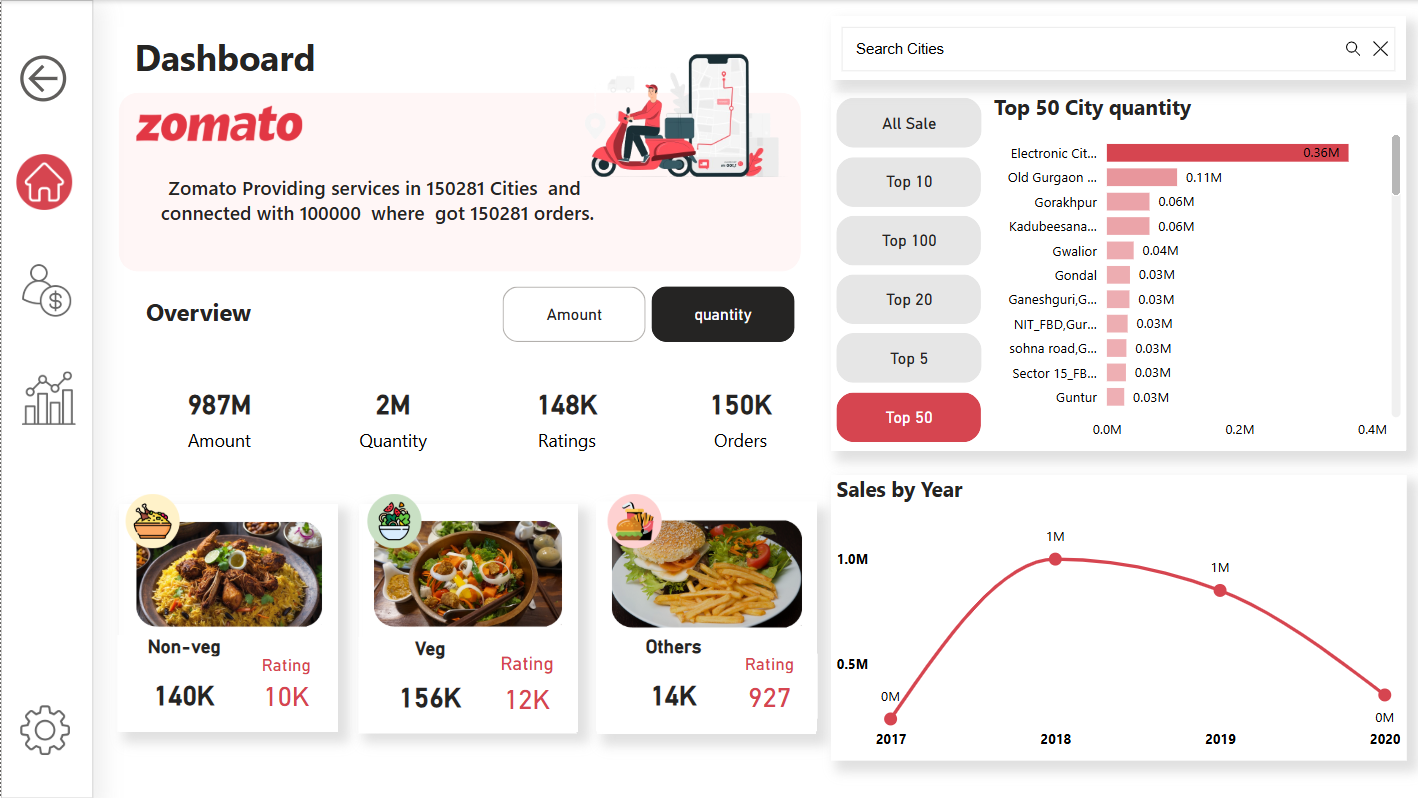 Dashboard
zomato
Zomato Providing services in 150281 Cities and
connected with 100000 where got 150281 orders.
Overview
Amount
quantity
987M
Amount
2M
Quantity
148K
Ratings
150K
Orders
Non-veg
Rating
140K
10K
Veg
Rating
156K
12K
Others
Rating
14K
927
Search Cities
All Sale
Top 10
Top 100
Top 20
Top 5
Top 50
Top 50 City quantity
Electronic Cit... 0.36M
Old Gurgaon ... 0.11M
Gorakhpur 0.06M
Kadubeesana... 0.06M
Gwalior 0.04M
Gondal 0.03M
Ganeshguri,G... 0.03M
NIT_FBD,Gur... 0.03M
sohna road,G... 0.03M
Sector 15_FB... 0.03M
Guntur 0.03M
0.0M 0.2M 0.4M
Sales by Year
1M
1.0M
1M
0.5M
0M
0M
2017 2018 2019 2020